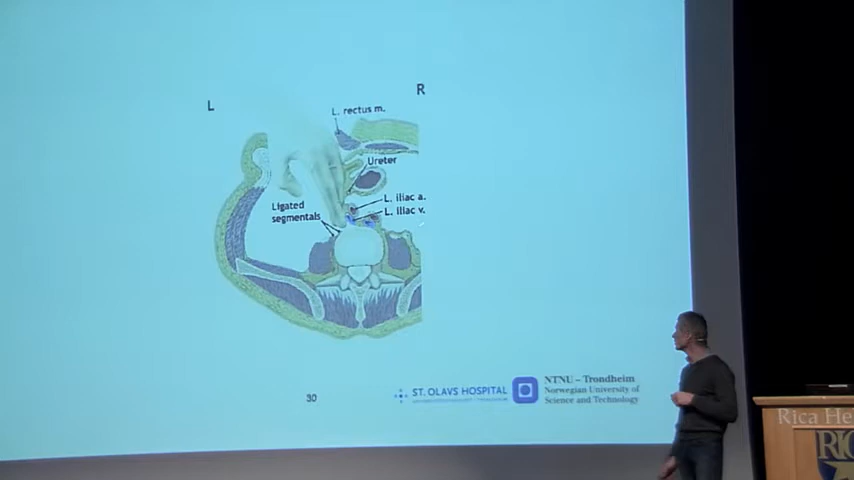 L
R
L. rectus m.
Ureter
L. iliac a.
L. iliac v.
Ligated
segmentals
30
ST. OLAVS HOSPITAL
NTNU – Trondheim
Norwegian University of
Science and Technology
Rica He
RIC